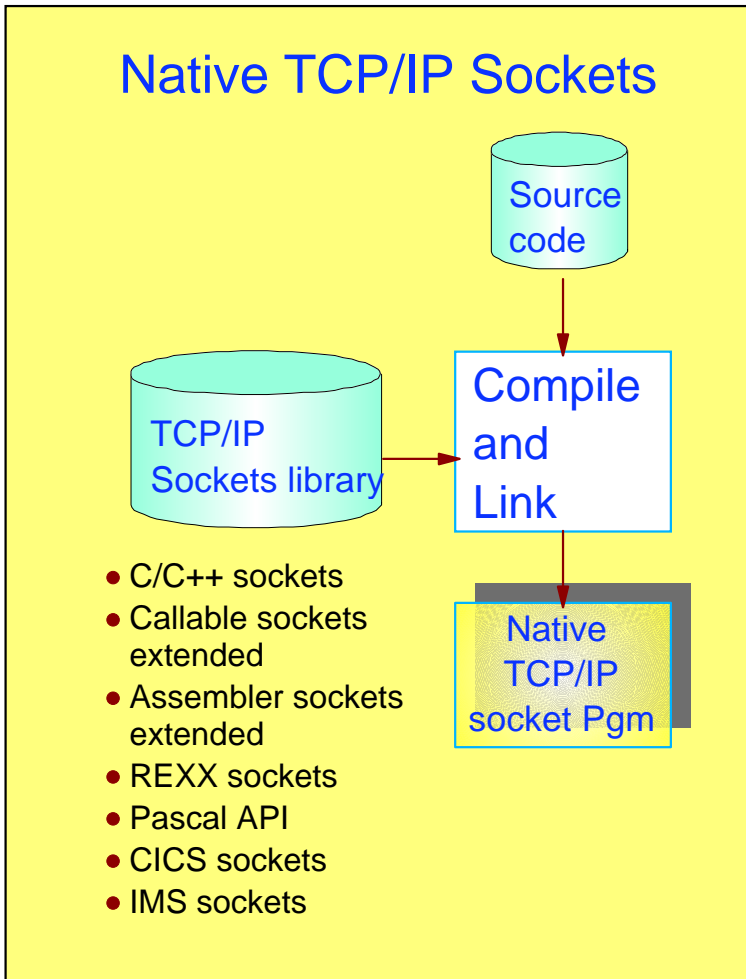 Native TCP/IP Sockets
Source
code
TCP/IP
Sockets library
Compile
and
Link
C/C++ sockets
Callable sockets
extended
Assembler sockets
extended
REXX sockets
Pascal API
CICS sockets
IMS sockets
Native
TCP/IP
socket Pgm